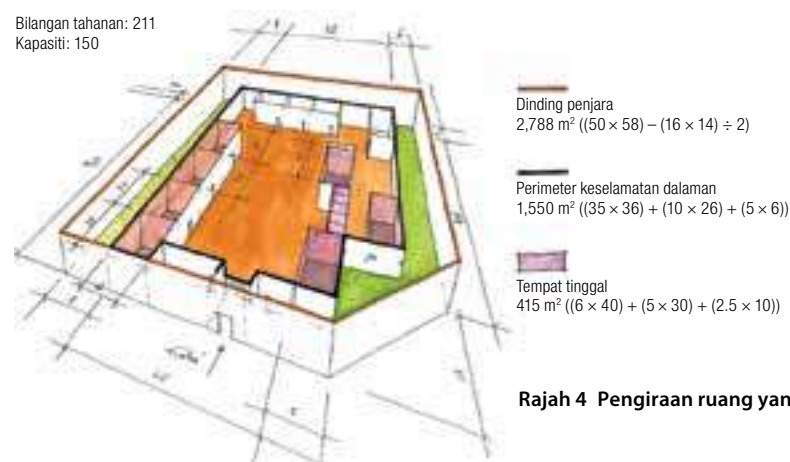 Bilangan tahanan: 211
Kapasiti: 150
Dinding penjara
2,788 m² ((50 × 58) – (16 × 14) ÷ 2)
Perimeter keselamatan dalaman
1,550 m² ((35 × 36) + (10 × 26) + (5 × 6))
Tempat tinggal
415 m² ((6 × 40) + (5 × 30) + (2.5 × 10))
Rajah 4 Pengiraan ruang yan